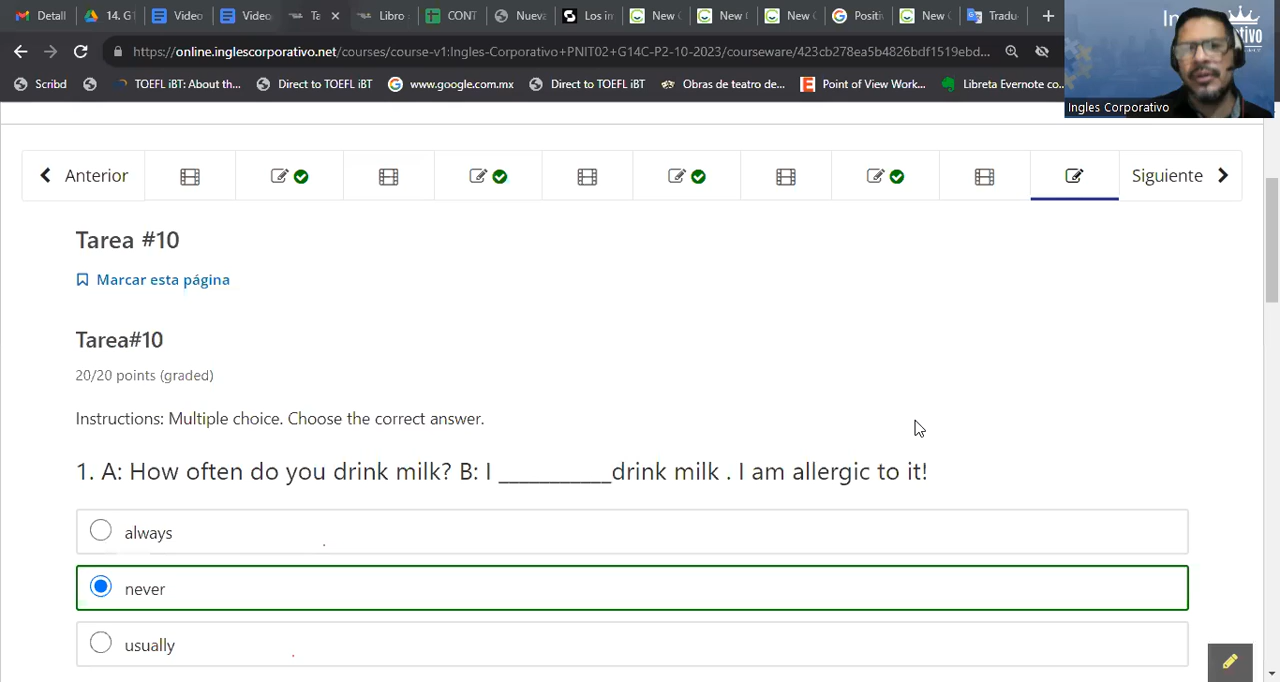 Detall
14. G1
Video
Video
Ta
Libro
CONT
Nueva
Los in
New
New
New
Positi
New
Tradu
https://online.inglescorporativo.net/courses/course-v1:Ingles-Corporativo+PNIT02+G14C-P2-10-2023/courseware/423cb278ea5b4826bdf1519ebd...
Scribd
TOEFL iBT: About th...
Direct to TOEFL iBT
www.google.com.mx
Direct to TOEFL iBT
Obras de teatro de...
Point of View Work...
Libreta Evernote co...
Ingles Corporativo
Anterior
Siguiente
Tarea #10
Marcar esta página
Tarea#10
20/20 points (graded)
Instructions: Multiple choice. Choose the correct answer.
1. A: How often do you drink milk? B: I ___________drink milk . I am allergic to it!
always
never
usually